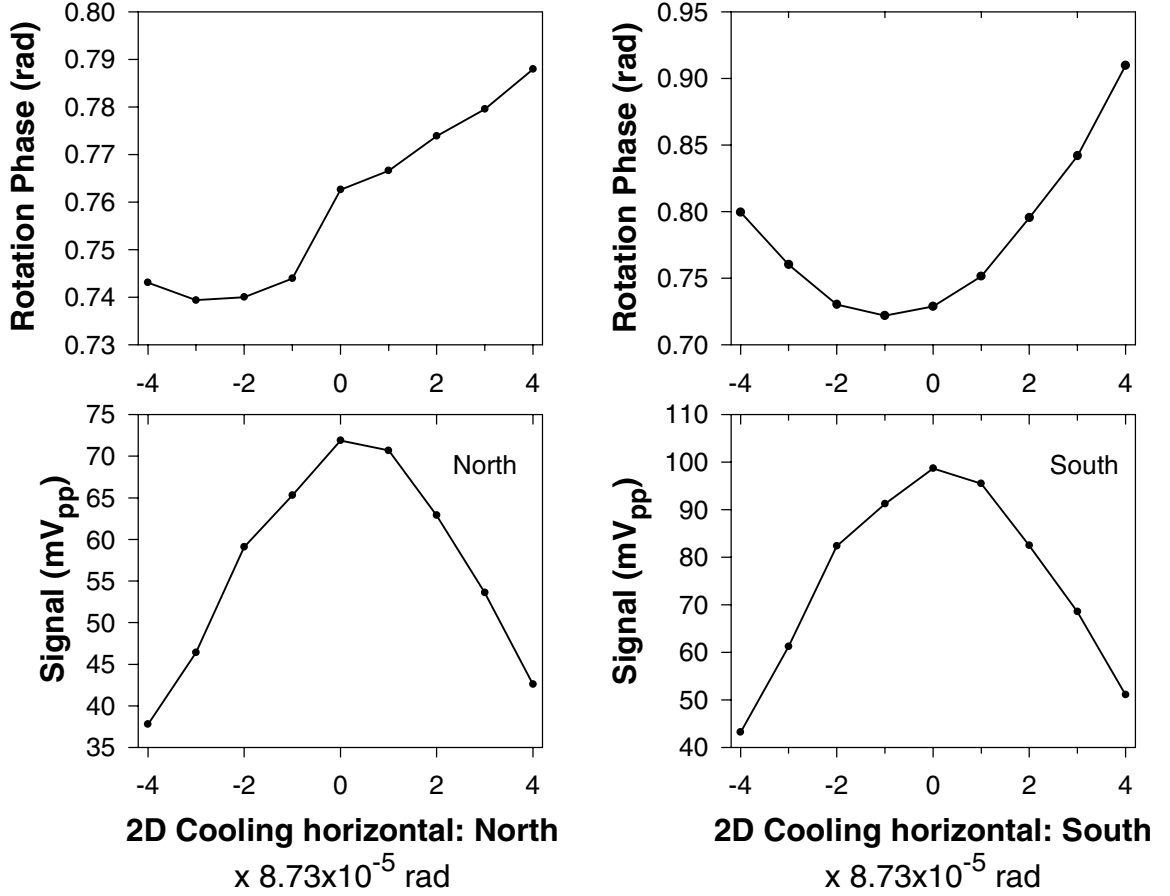 Rotation Phase (rad)
0.80
0.79
0.78
0.77
0.76
0.75
0.74
0.73
-4 -2 0 2 4
Rotation Phase (rad)
0.95
0.90
0.85
0.80
0.75
0.70
-4 -2 0 2 4
Signal (mVpp)
75
70
65
60
55
50
45
40
35
North
-4 -2 0 2 4
2D Cooling horizontal: North
x 8.73x10^-5 rad
Signal (mVpp)
110
100
90
80
70
60
50
40
South
-4 -2 0 2 4
2D Cooling horizontal: South
x 8.73x10^-5 rad